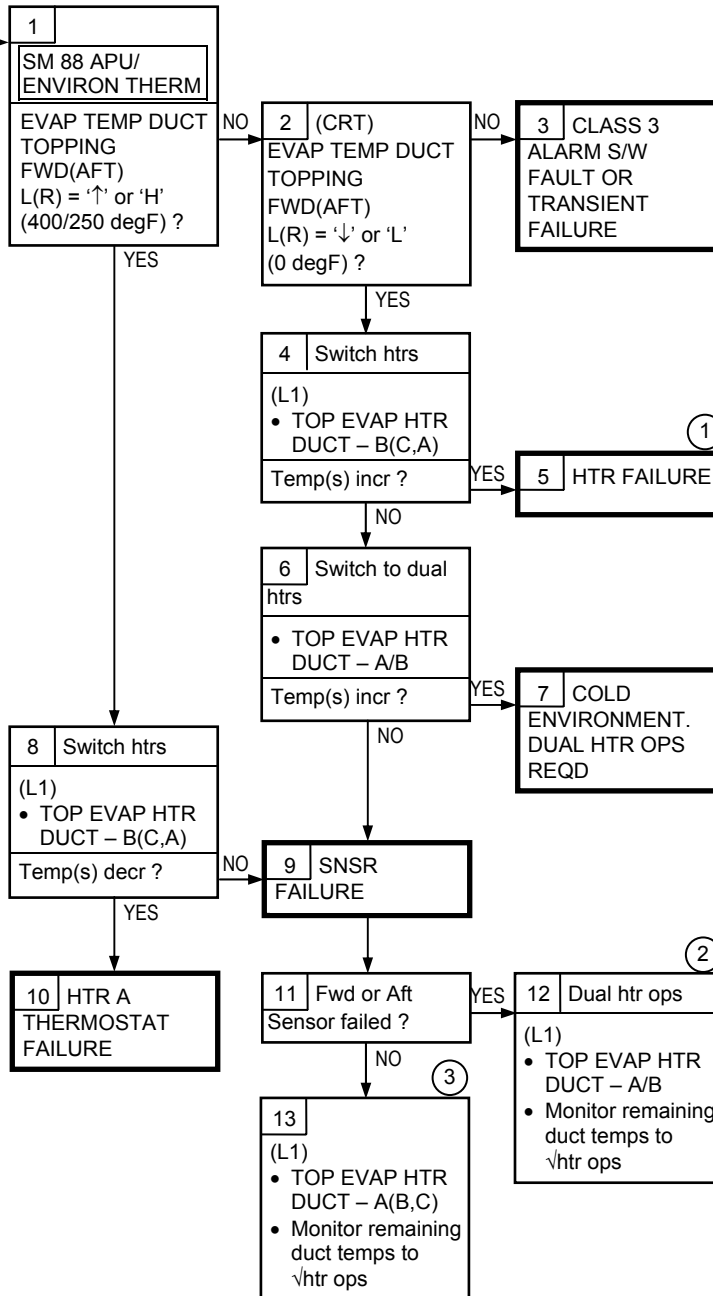 1
SM 88 APU/
ENVIRON THERM
EVAP TEMP DUCT
TOPPING
FWD(AFT)
L(R) = ‘↑’ or ‘H’
(400/250 degF) ?
NO
YES
2 (CRT)
EVAP TEMP DUCT
TOPPING
FWD(AFT)
L(R) = ‘↓’ or ‘L’
(0 degF) ?
NO
YES
3 CLASS 3
ALARM S/W
FAULT OR
TRANSIENT
FAILURE
4 Switch htrs
(L1)
• TOP EVAP HTR
DUCT – B(C,A)
Temp(s) incr ?
YES
NO
1
5 HTR FAILURE
6 Switch to dual
htrs
• TOP EVAP HTR
DUCT – A/B
Temp(s) incr ?
YES
NO
7 COLD
ENVIRONMENT.
DUAL HTR OPS
REQD
8 Switch htrs
(L1)
• TOP EVAP HTR
DUCT – B(C,A)
Temp(s) decr ?
NO
YES
9 SNSR
FAILURE
10 HTR A
THERMOSTAT
FAILURE
11 Fwd or Aft
Sensor failed ?
YES
NO
2
12 Dual htr ops
(L1)
• TOP EVAP HTR
DUCT – A/B
• Monitor remaining
duct temps to
√htr ops
3
13
(L1)
• TOP EVAP HTR
DUCT – A(B,C)
• Monitor remaining
duct temps to
√htr ops